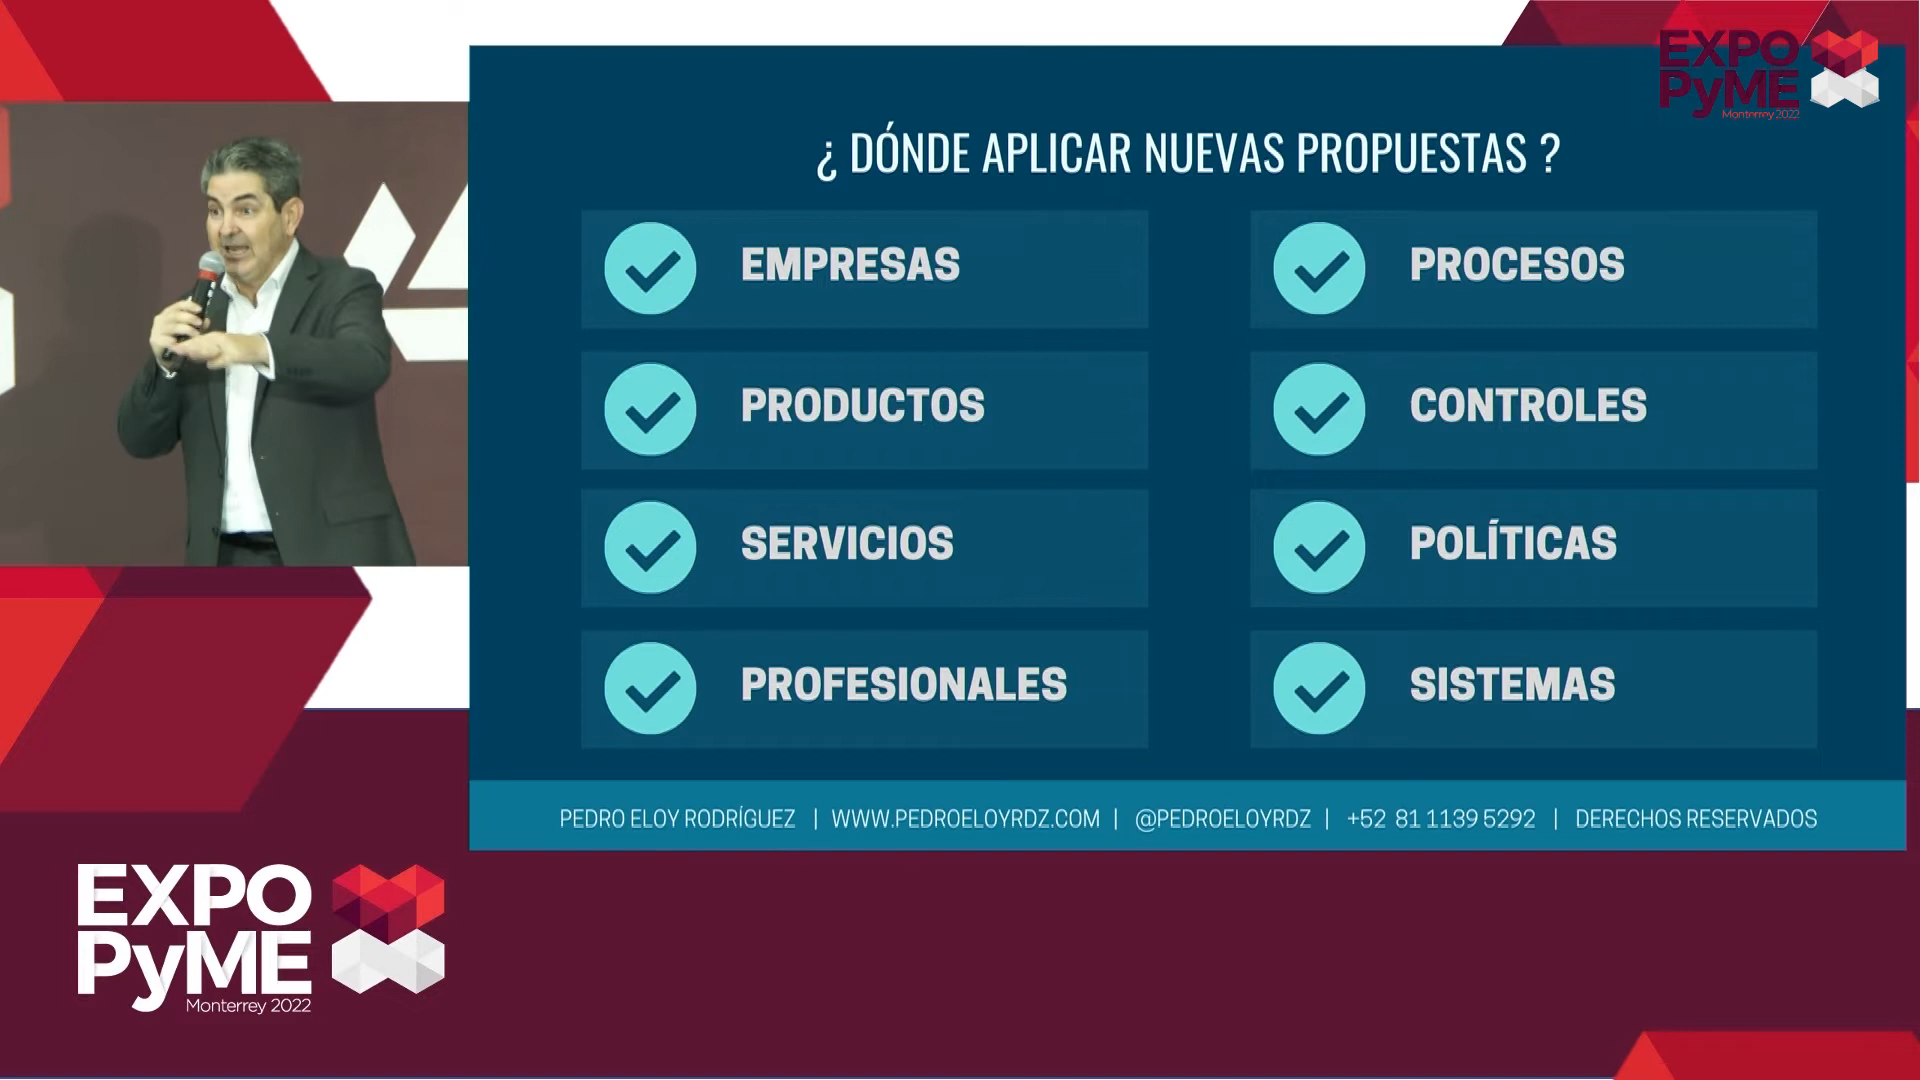 EXPO
PyME
Monterrey 2022
¿ DÓNDE APLICAR NUEVAS PROPUESTAS ?
EMPRESAS
PROCESOS
PRODUCTOS
CONTROLES
SERVICIOS
POLÍTICAS
PROFESIONALES
SISTEMAS
PEDRO ELOY RODRÍGUEZ | WWW.PEDROELOYRDZ.COM | @PEDROELOYRDZ | +52 81 1139 5292 | DERECHOS RESERVADOS
EXPO
PyME
Monterrey 2022